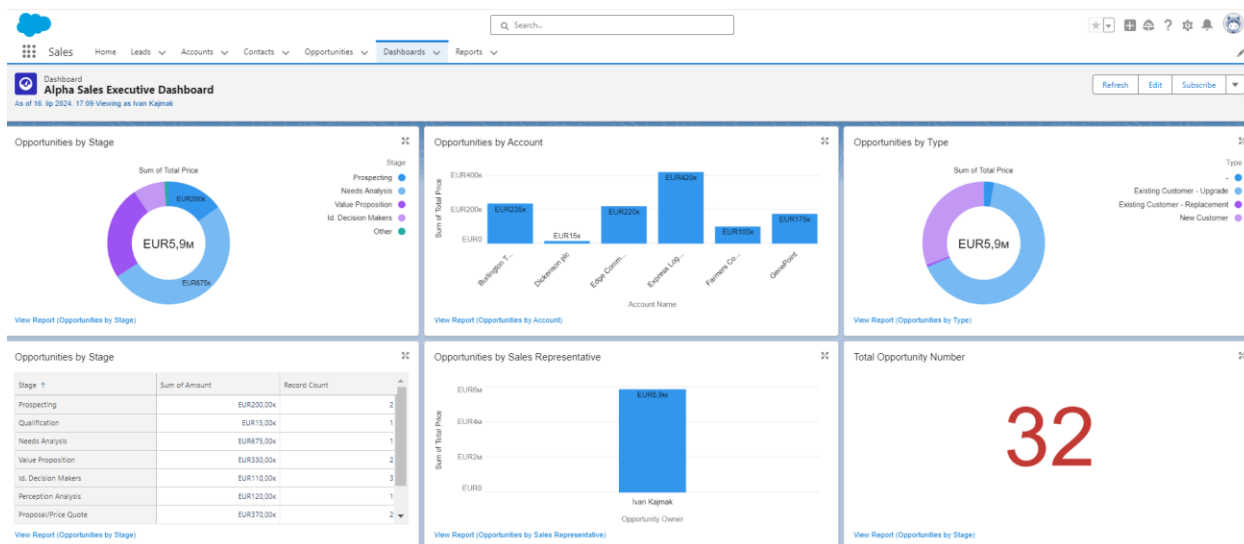 Search...
Sales
Home
Leads
Accounts
Contacts
Opportunities
Dashboards
Reports
Dashboard
Alpha Sales Executive Dashboard
As of 16. lip 2024. 17:09·Viewing as Ivan Kajmak
Refresh
Edit
Subscribe
Opportunities by Stage
Sum of Total Price
EUR200K
EUR5,9M
EUR675K
Stage
Prospecting
Needs Analysis
Value Proposition
Id. Decision Makers
Other
View Report (Opportunities by Stage)
Opportunities by Account
Sum of Total Price
EUR400K
EUR200K
EUR0
EUR235K
EUR15K
EUR220K
EUR420K
EUR100K
EUR175K
Burlington T...
Dickenson plc
Edge Comm...
Express Log...
Farmers Co...
GenePoint
Account Name
View Report (Opportunities by Account)
Opportunities by Type
Sum of Total Price
EUR5,9M
Type
-
Existing Customer - Upgrade
Existing Customer - Replacement
New Customer
View Report (Opportunities by Type)
Opportunities by Stage
Stage ↑ Sum of Amount Record Count
Prospecting EUR200,00K 2
Qualification EUR15,00K 1
Needs Analysis EUR675,00K 1
Value Proposition EUR330,00K 2
Id. Decision Makers EUR110,00K 3
Perception Analysis EUR120,00K 1
Proposal/Price Quote EUR370,00K 2
View Report (Opportunities by Stage)
Opportunities by Sales Representative
Sum of Total Price
EUR6M
EUR4M
EUR2M
EUR0
EUR5,9M
Ivan Kajmak
Opportunity Owner
View Report (Opportunities by Sales Representative)
Total Opportunity Number
32
View Report (Opportunities by Stage)